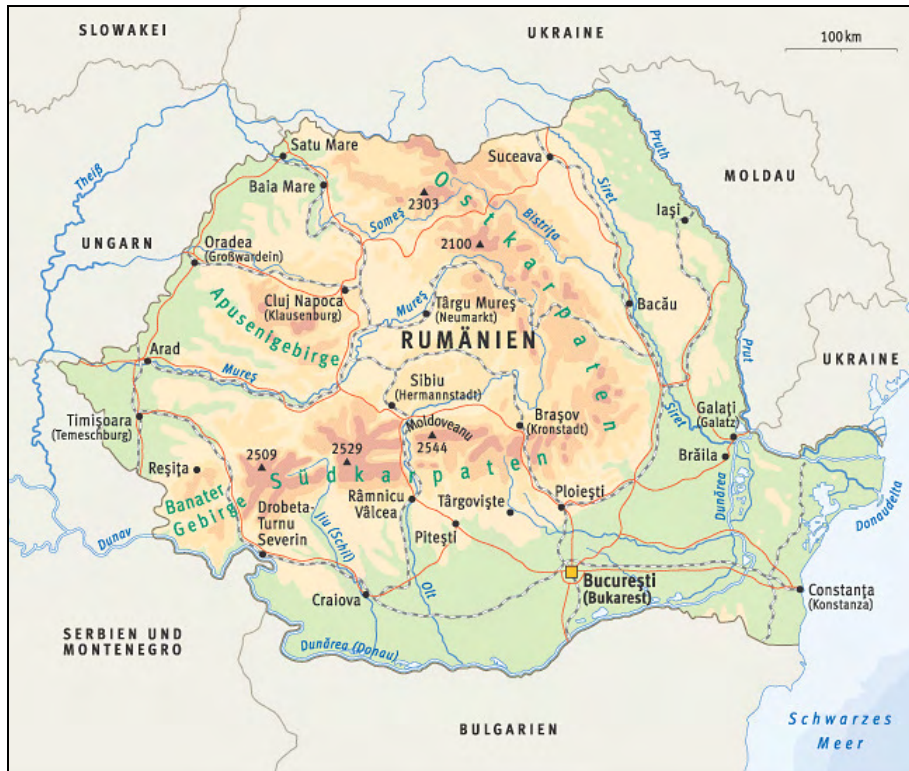 SLOWAKEI
UKRAINE
100 km
Theiß
Satu Mare
Baia Mare
Suceava
Pruth
MOLDAU
Ostkarpaten
2303
Someș
Bistrița
Siret
Iași
UNGARN
Oradea
(Großwardein)
2100
Cluj Napoca
(Klausenburg)
Mureș
Târgu Mureș
(Neumarkt)
Bacău
Apusenigebirge
RUMÄNIEN
Arad
Mureș
Prut
UKRAINE
Sibiu
(Hermannstadt)
Timișoara
(Temeschburg)
Moldoveanu
2544
Brașov
(Kronstadt)
Siret
Galați
(Galatz)
Brăila
Reșița
2509
2529
Südkarpaten
Banater
Gebirge
Râmnicu
Vâlcea
Târgoviște
Ploiești
Dunărea
Donaudelta
Drobeta-
Turnu
Severin
Jiu (Schil)
Pitești
Dunav
Craiova
Olt
București
(Bukarest)
Constanța
(Konstanza)
SERBIEN UND
MONTENEGRO
Dunărea (Donau)
BULGARIEN
Schwarzes
Meer